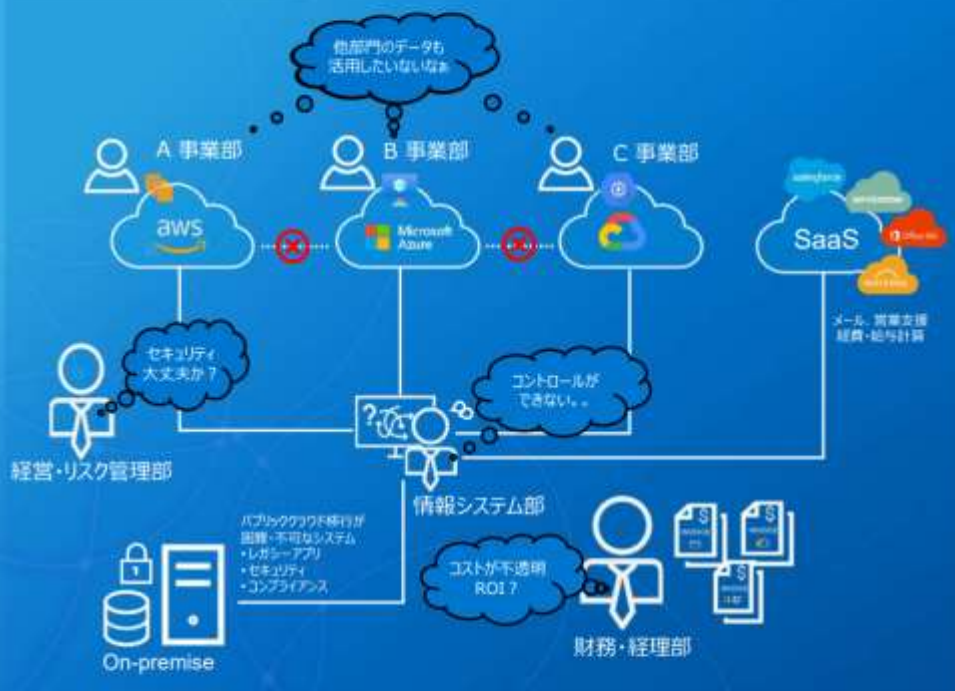 他部門のデータも
活用したいないなぁ
A 事業部
B 事業部
C 事業部
aws
Microsoft
Azure
salesforce
servicenow
SaaS
Office 365
メール、営業支援
経費・給与計算
セキュリティ
大丈夫か？
コントロールが
できない。。
?
経営・リスク管理部
情報システム部
パブリッククラウド移行が
困難・不可なシステム
・レガシーアプリ
・セキュリティ
・コンプライアンス
コストが不透明
ROI？
$
$
$
On-premise
財務・経理部